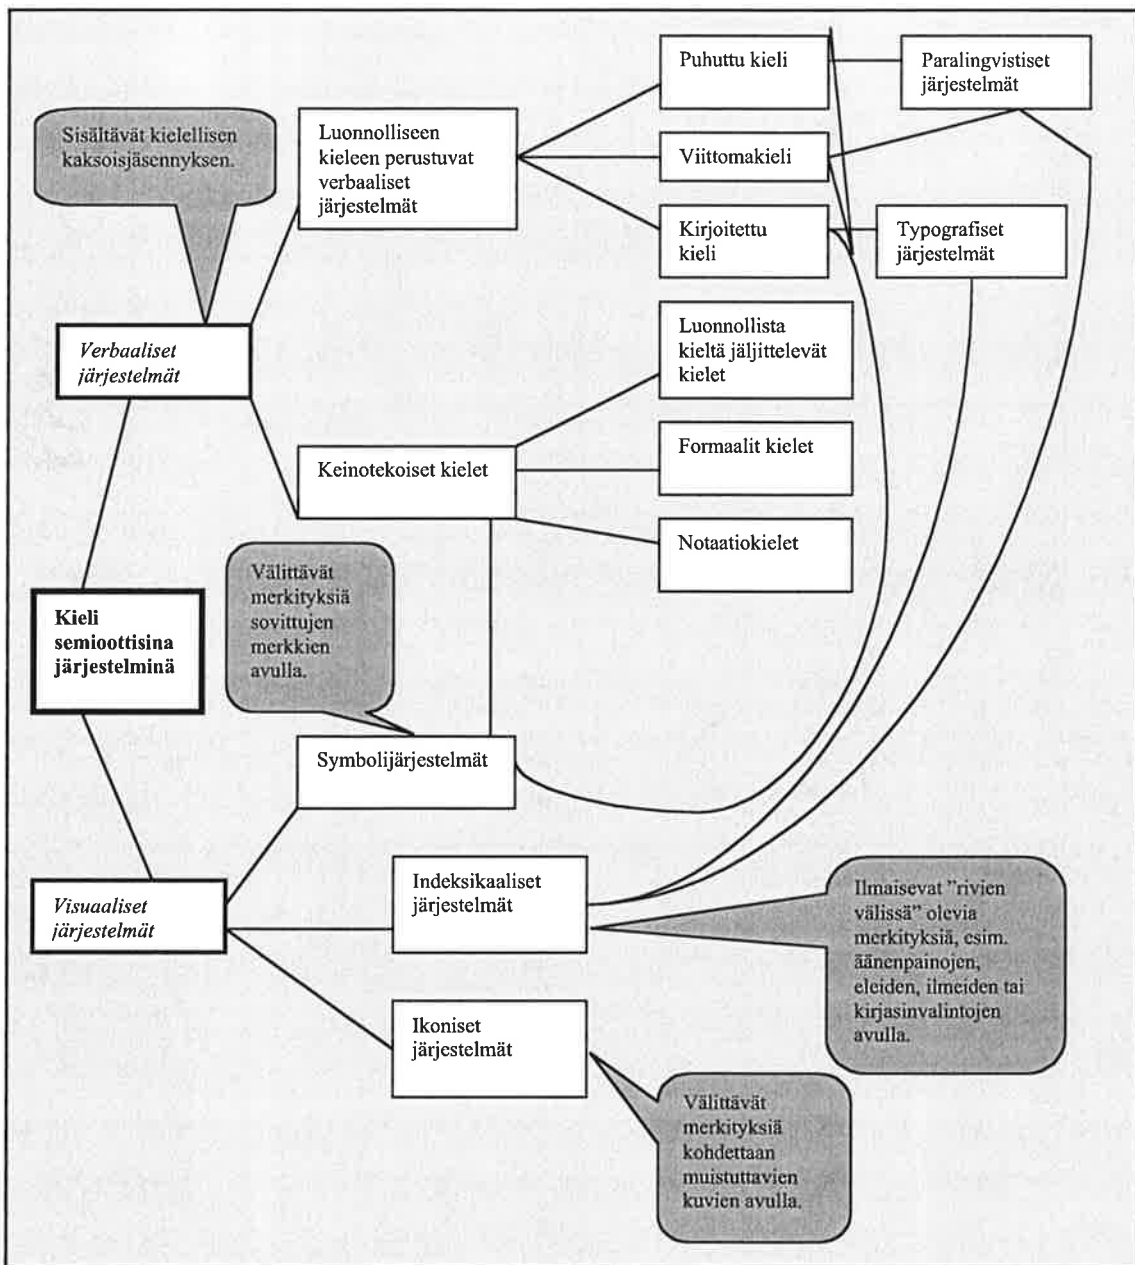 Puhuttu kieli
Paralingvistiset
järjestelmät
Sisältävät kielellisen
kaksoisjäsennyksen.
Luonnolliseen
kieleen perustuvat
verbaaliset
järjestelmät
Viittomakieli
Kirjoitettu
kieli
Typografiset
järjestelmät
Verbaaliset
järjestelmät
Luonnollista
kieltä jäljittelevät
kielet
Keinotekoiset kielet
Formaalit kielet
Notaatiokielet
Välittävät
merkityksiä
sovittujen
merkkien
avulla.
Kieli
semioottisina
järjestelminä
Symbolijärjestelmät
Visuaaliset
järjestelmät
Indeksikaaliset
järjestelmät
Ilmaisevat ”rivien
välissä” olevia
merkityksiä, esim.
äänenpainojen,
eleiden, ilmeiden tai
kirjasinvalintojen
avulla.
Ikoniset
järjestelmät
Välittävät
merkityksiä
kohdettaan
muistuttavien
kuvien avulla.